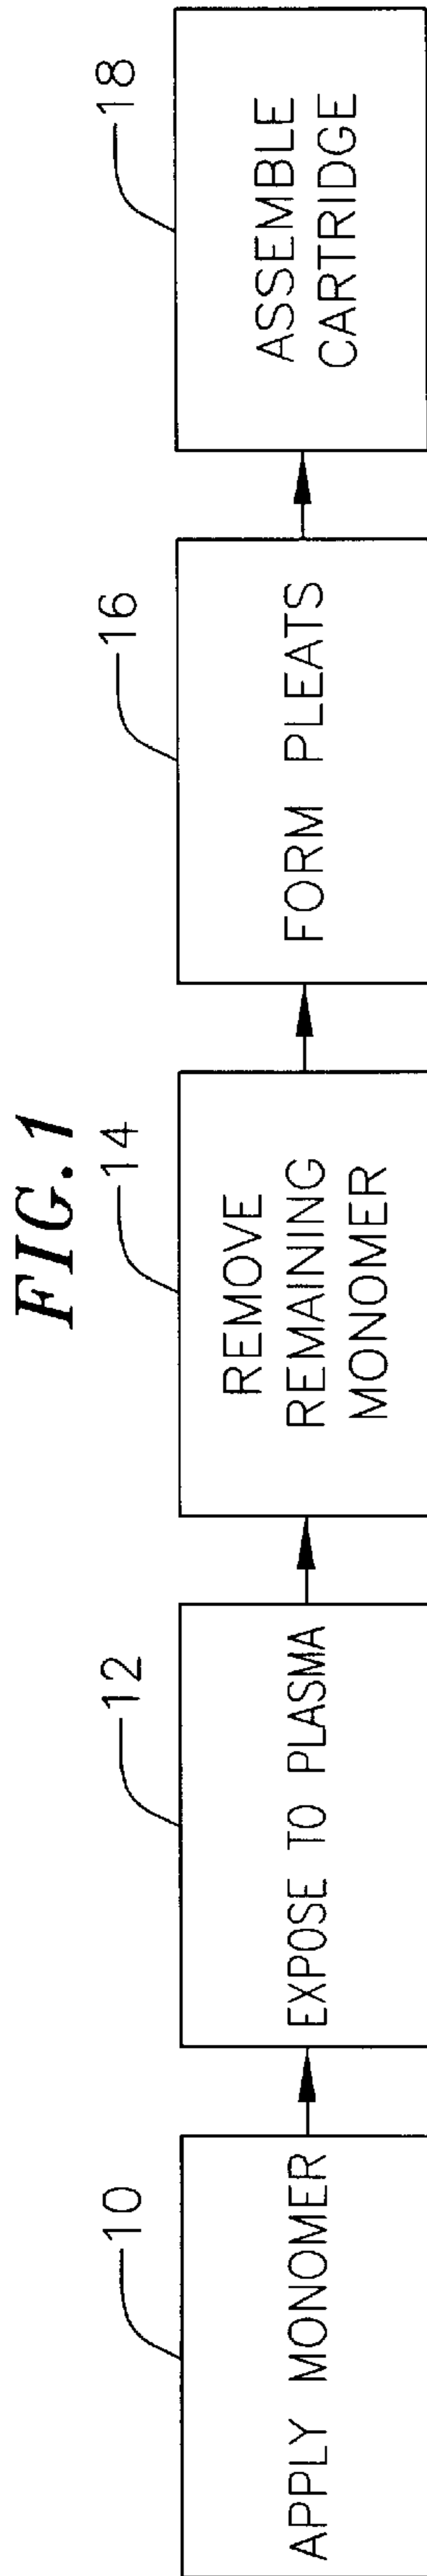 FIG.1
10
APPLY MONOMER
12
EXPOSE TO PLASMA
14
REMOVE
REMAINING
MONOMER
16
FORM PLEATS
18
ASSEMBLE
CARTRIDGE